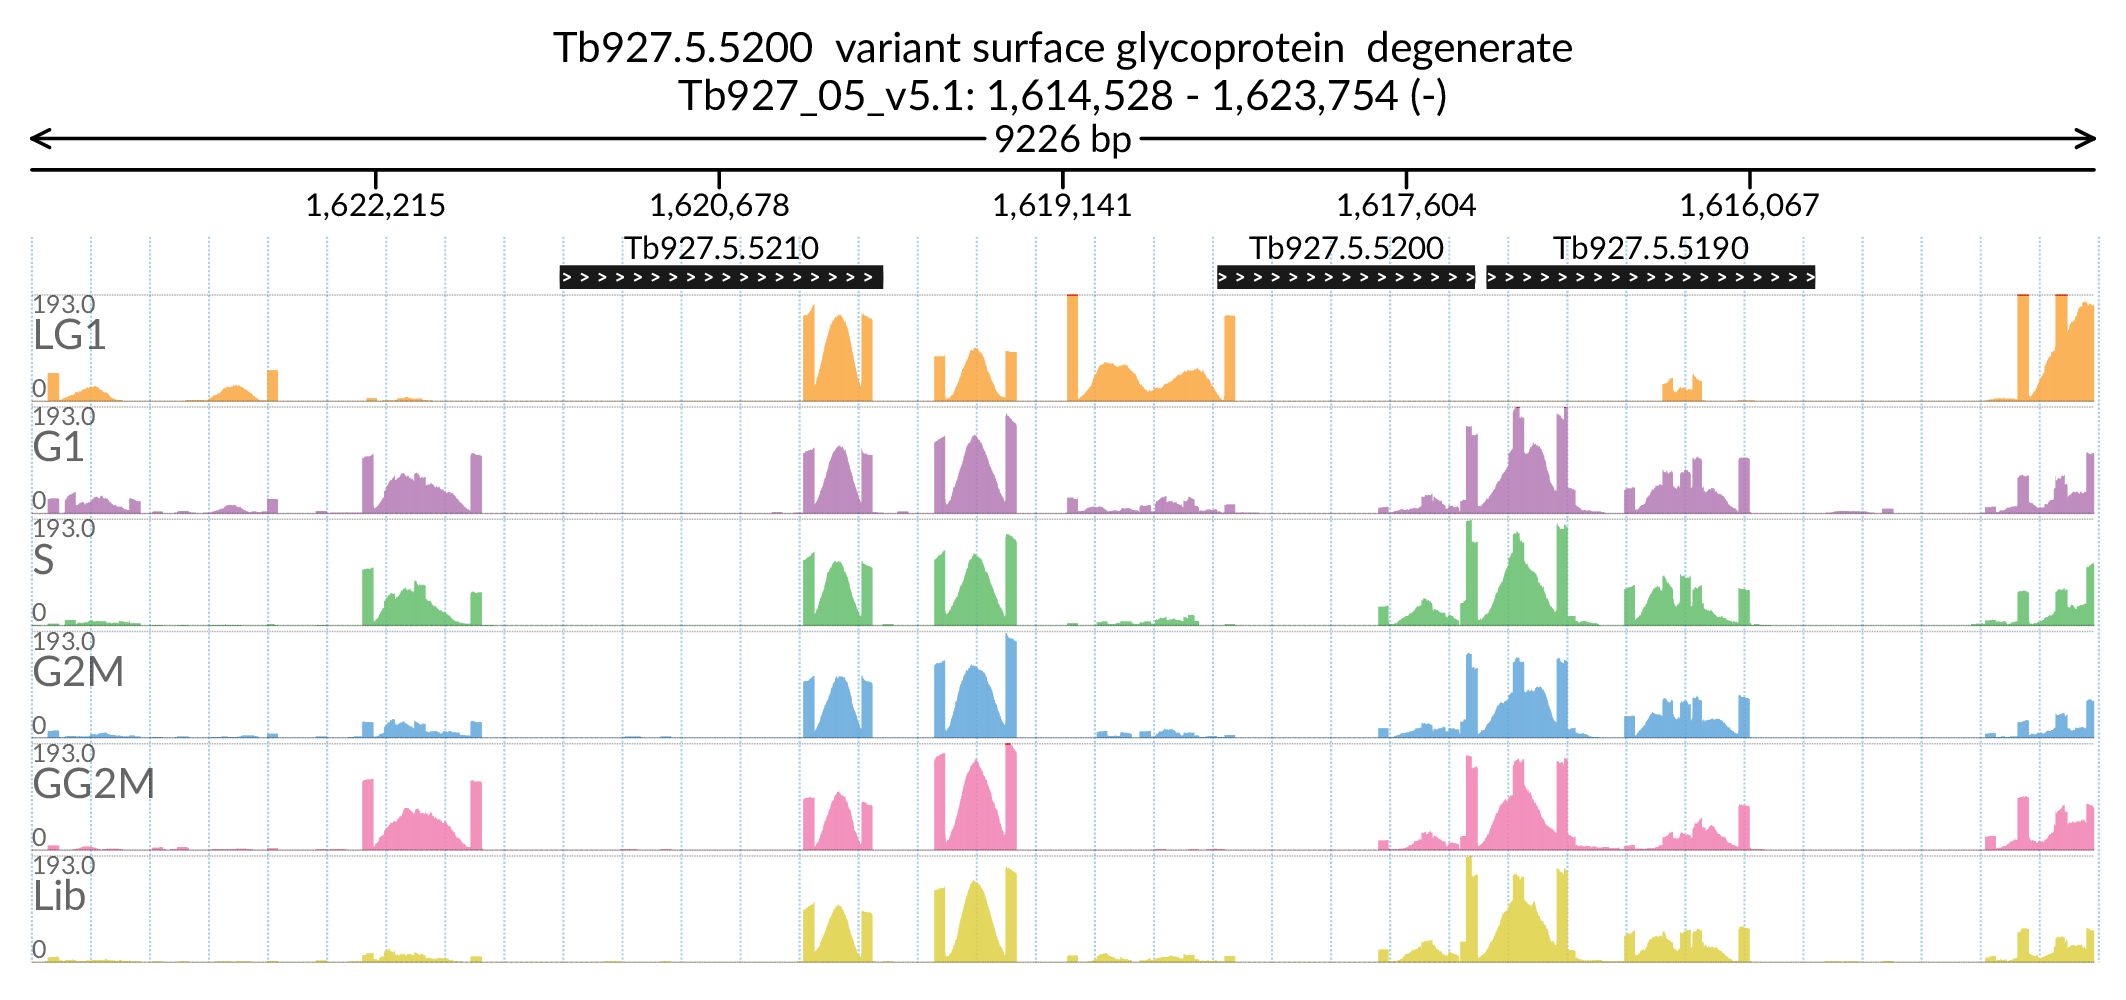 Tb927.5.5200  variant surface glycoprotein  degenerate
Tb927_05_v5.1: 1,614,528 - 1,623,754 (-)
9226 bp
1,622,215 1,620,678 1,619,141 1,617,604 1,616,067
Tb927.5.5210 Tb927.5.5200 Tb927.5.5190
193.0
LG1
0
193.0
G1
0
193.0
S
0
193.0
G2M
0
193.0
GG2M
0
193.0
Lib
0